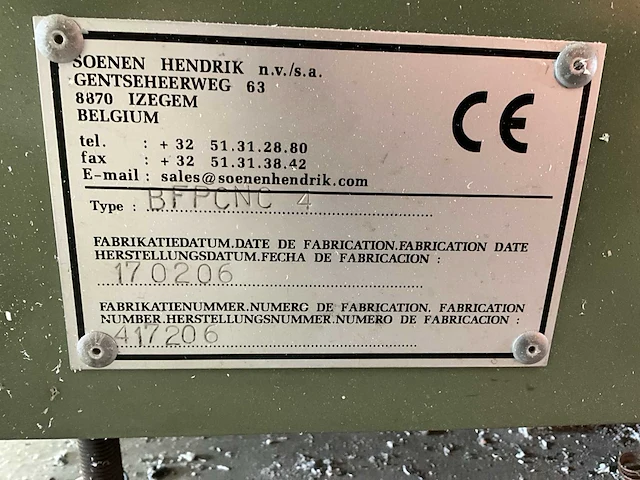 SOENEN HENDRIK n.v./s.a.
GENTSEHEERWEG 63
8870 IZEGEM
BELGIUM
CE
tel. : + 32 51.31.28.80
fax : + 32 51.31.38.42
E-mail : sales@soenenhendrik.com
Type : BFPCNC 4
FABRIKATIEDATUM.DATE DE FABRICATION.FABRICATION DATE
HERSTELLUNGSDATUM.FECHA DE FABRICACION :
170206
FABRIKATIENUMMER.NUMERG DE FABRICATION. FABRICATION
NUMBER.HERSTELLUNGSNUMMER.NUMERO DE FABRICACION :
417206